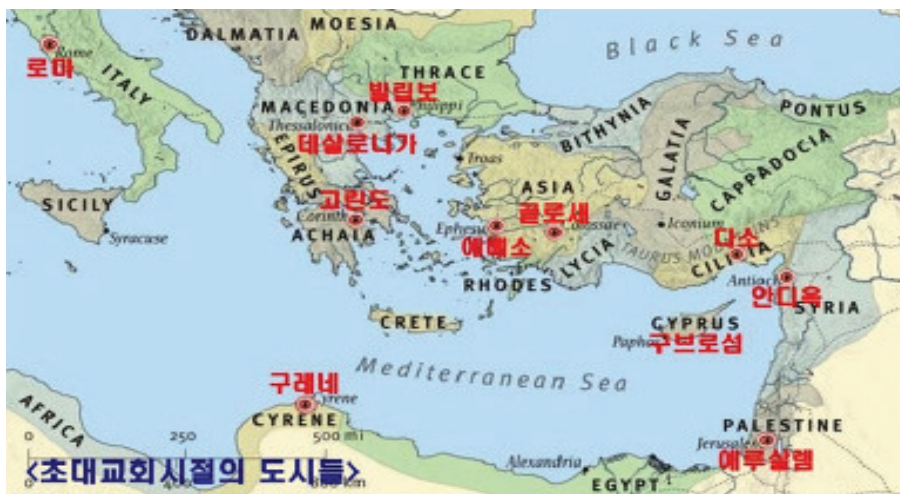 MOESIA
DALMATIA
Black Sea
Rome
로마
ITALY
THRACE
빌립보
MACEDONIA
Thessalonica
데살로니가
EPIRUS
BITHYNIA
PONTUS
GALATIA
CAPPADOCIA
Troas
ASIA
SICILY
Syracuse
고린도
Corinth
ACHAIA
Ephesus
에베소
골로새
LYCIA
Iconium
TAURUS MOUNTAINS
다소
CILICIA
Antioch
안디옥
SYRIA
RHODES
CRETE
CYPRUS
Paphos
구브로섬
Mediterranean Sea
구레네
Cyrene
CYRENE
AFRICA
0 250 500 mi
0 400 800 km
<초대교회시절의 도시들>
PALESTINE
예루살렘
Alexandria
EGYPT